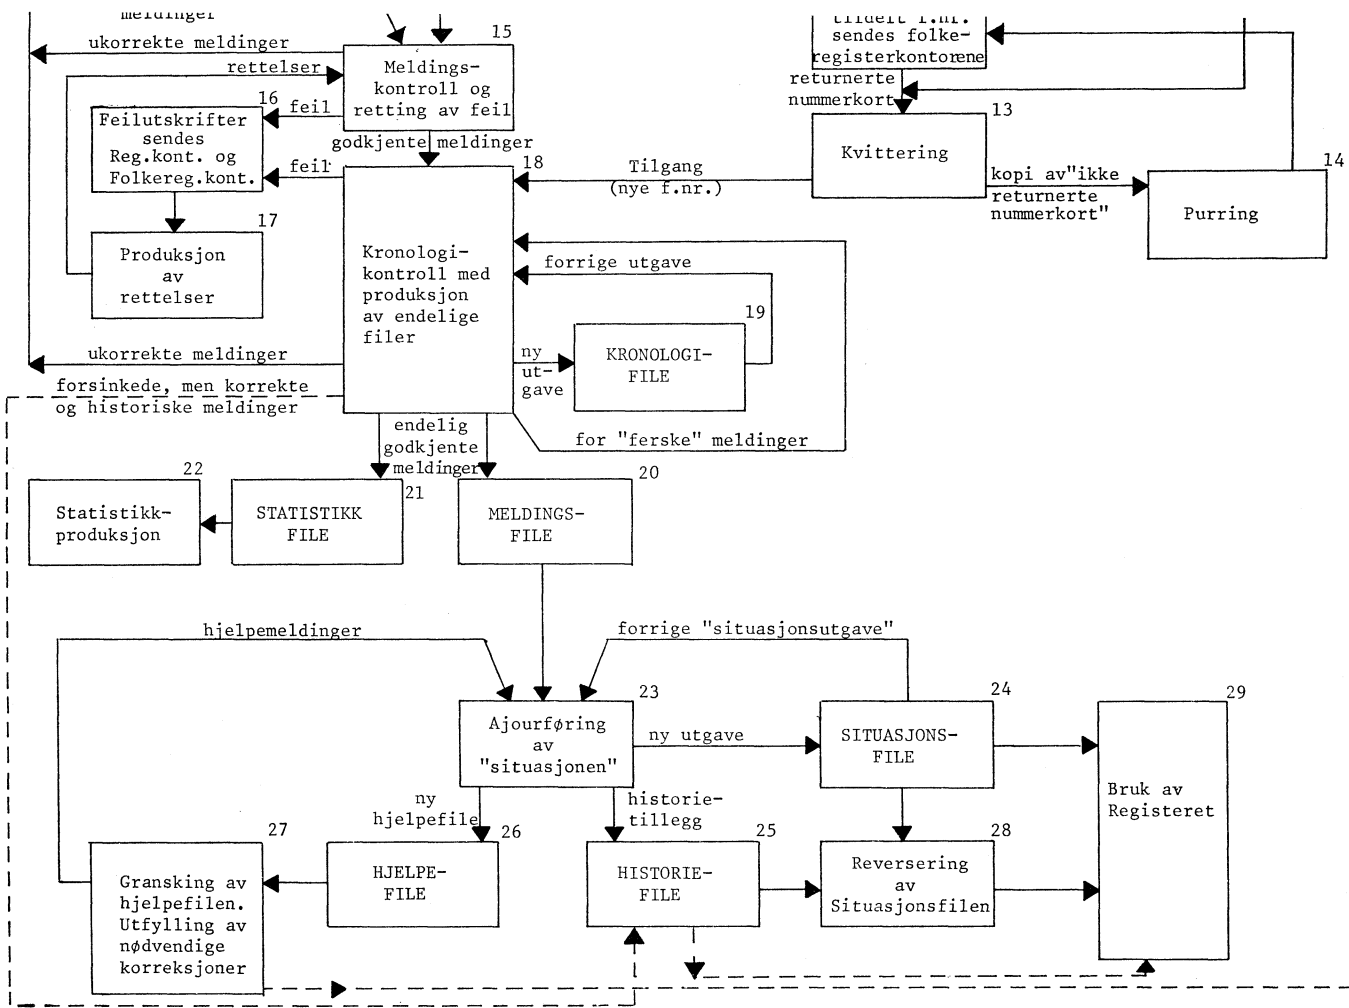 meldinger
15
ukorrekte meldinger
rettelser
Meldings-
kontroll og
retting av feil
16
feil
Feilutskrifter
sendes
Reg.kont. og
Folkereg.kont.
godkjente meldinger
feil
17
Produksjon
av
rettelser
18
Kronologi-
kontroll med
produksjon
av endelige
filer
tildelt f.nr.
sendes folke-
registerkontorene
returnerte
nummerkort
13
Kvittering
Tilgang
(nye f.nr.)
kopi av"ikke
returnerte
nummerkort"
14
Purring
forrige utgave
19
KRONOLOGI-
FILE
ny
ut-
gave
ukorrekte meldinger
forsinkede, men korrekte
og historiske meldinger
endelig
godkjente
meldinger
for "ferske" meldinger
22
Statistikk-
produksjon
21
STATISTIKK
FILE
20
MELDINGS-
FILE
hjelpemeldinger
forrige "situasjonsutgave"
23
Ajourføring
av
"situasjonen"
ny utgave
24
SITUASJONS-
FILE
29
Bruk av
Registeret
ny
hjelpefile
historie-
tillegg
27
Gransking av
hjelpefilen.
Utfylling av
nødvendige
korreksjoner
26
HJELPE-
FILE
25
HISTORIE-
FILE
28
Reversering
av
Situasjonsfilen